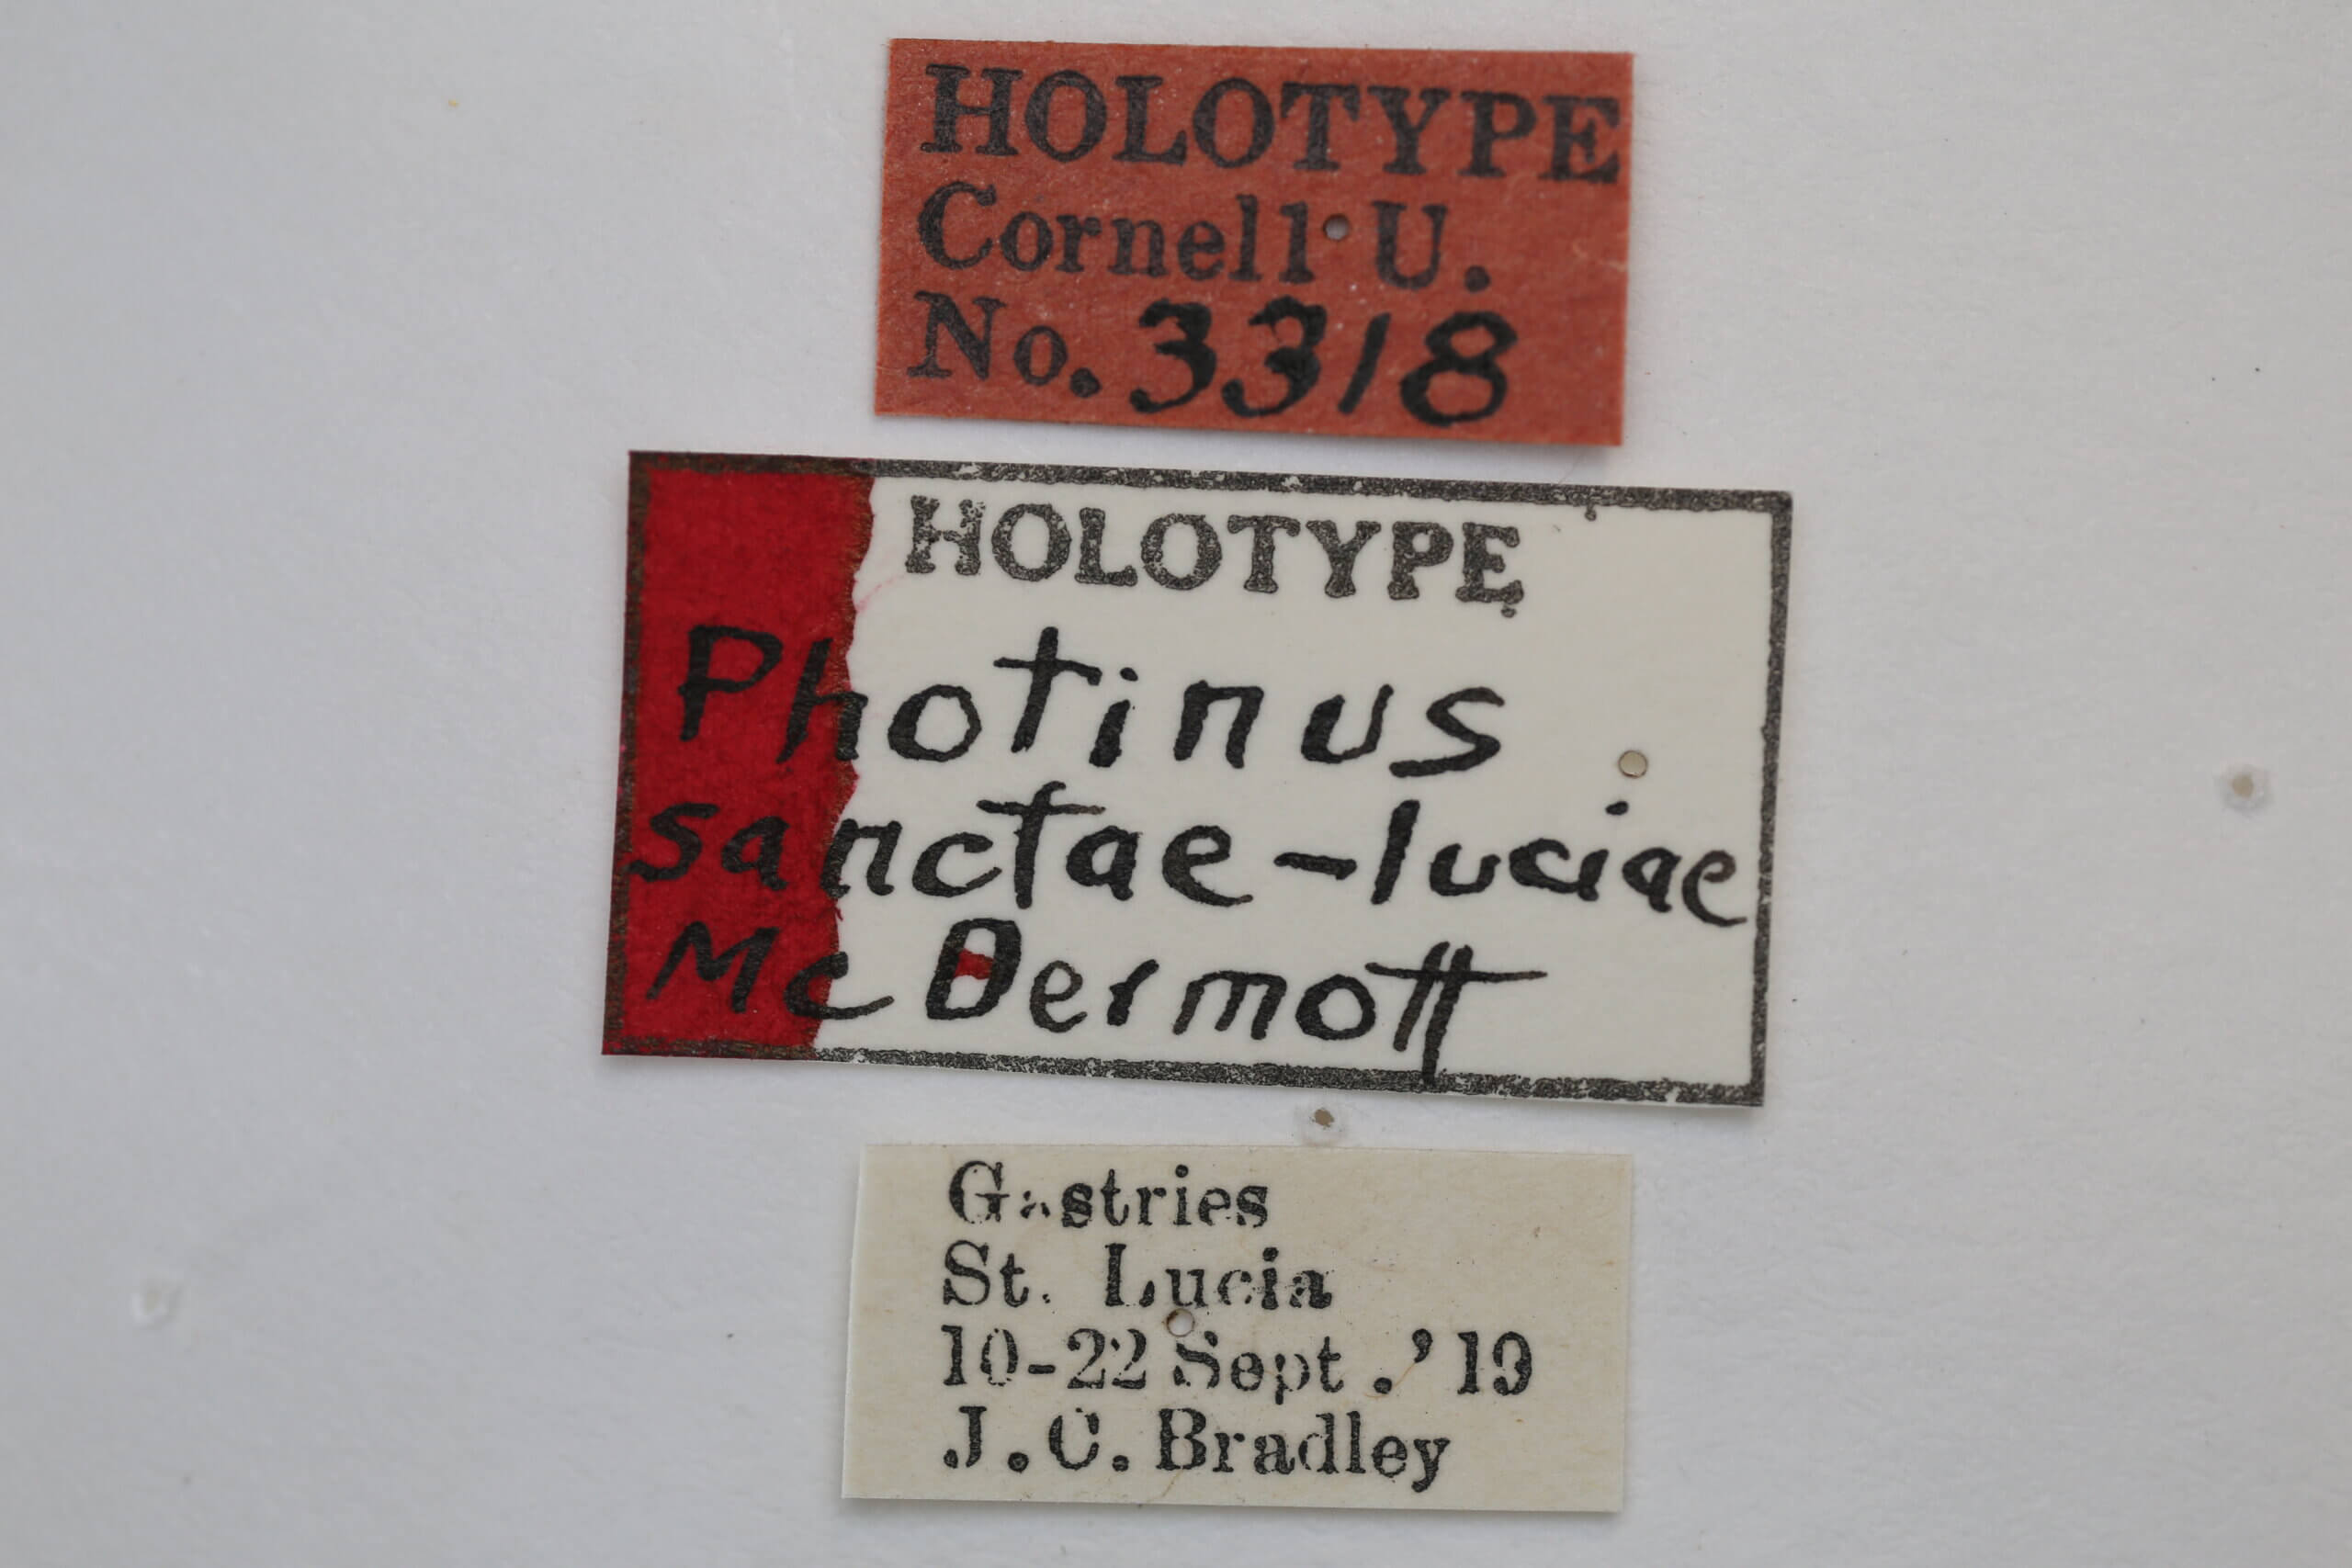 HOLOTYPE
Cornell U.
No. 3318
HOLOTYPE
Photinus
sanctae-luciae
McDermott
Gastries
St. Lucia
10-22 Sept.'19
J.C. Bradley